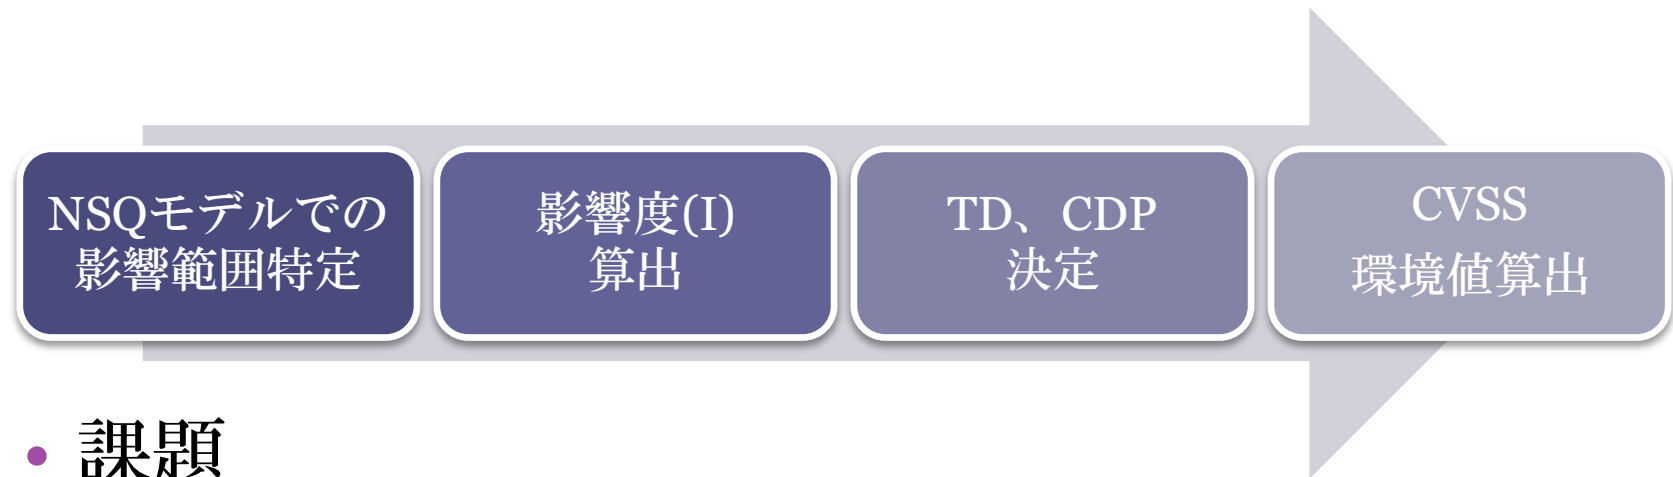 NSQモデルでの
影響範囲特定
影響度(I)
算出
TD、CDP
決定
CVSS
環境値算出
• 課題